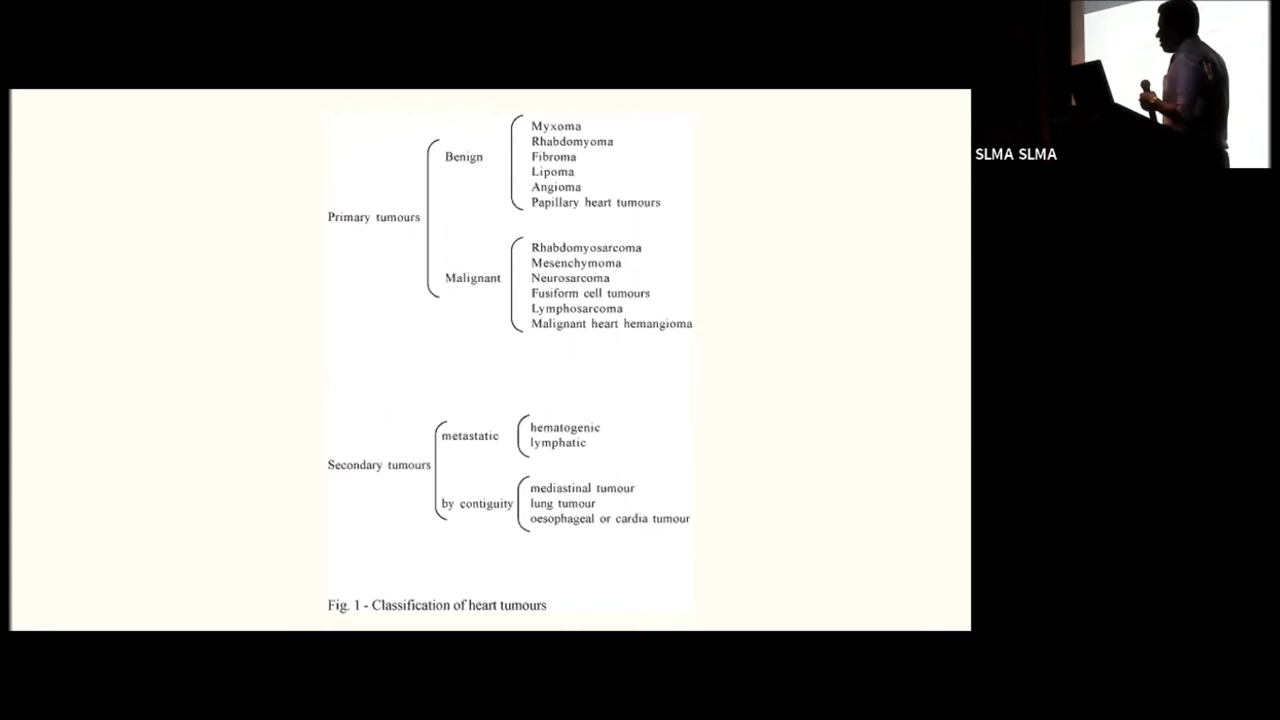 Myxoma
Rhabdomyoma
Benign Fibroma
Lipoma
Angioma
Primary tumours Papillary heart tumours
Rhabdomyosarcoma
Mesenchymoma
Malignant Neurosarcoma
Fusiform cell tumours
Lymphosarcoma
Malignant heart hemangioma
metastatic hematogenic
lymphatic
Secondary tumours
mediastinal tumour
by contiguity lung tumour
oesophageal or cardia tumour
Fig. 1 - Classification of heart tumours
SLMA SLMA